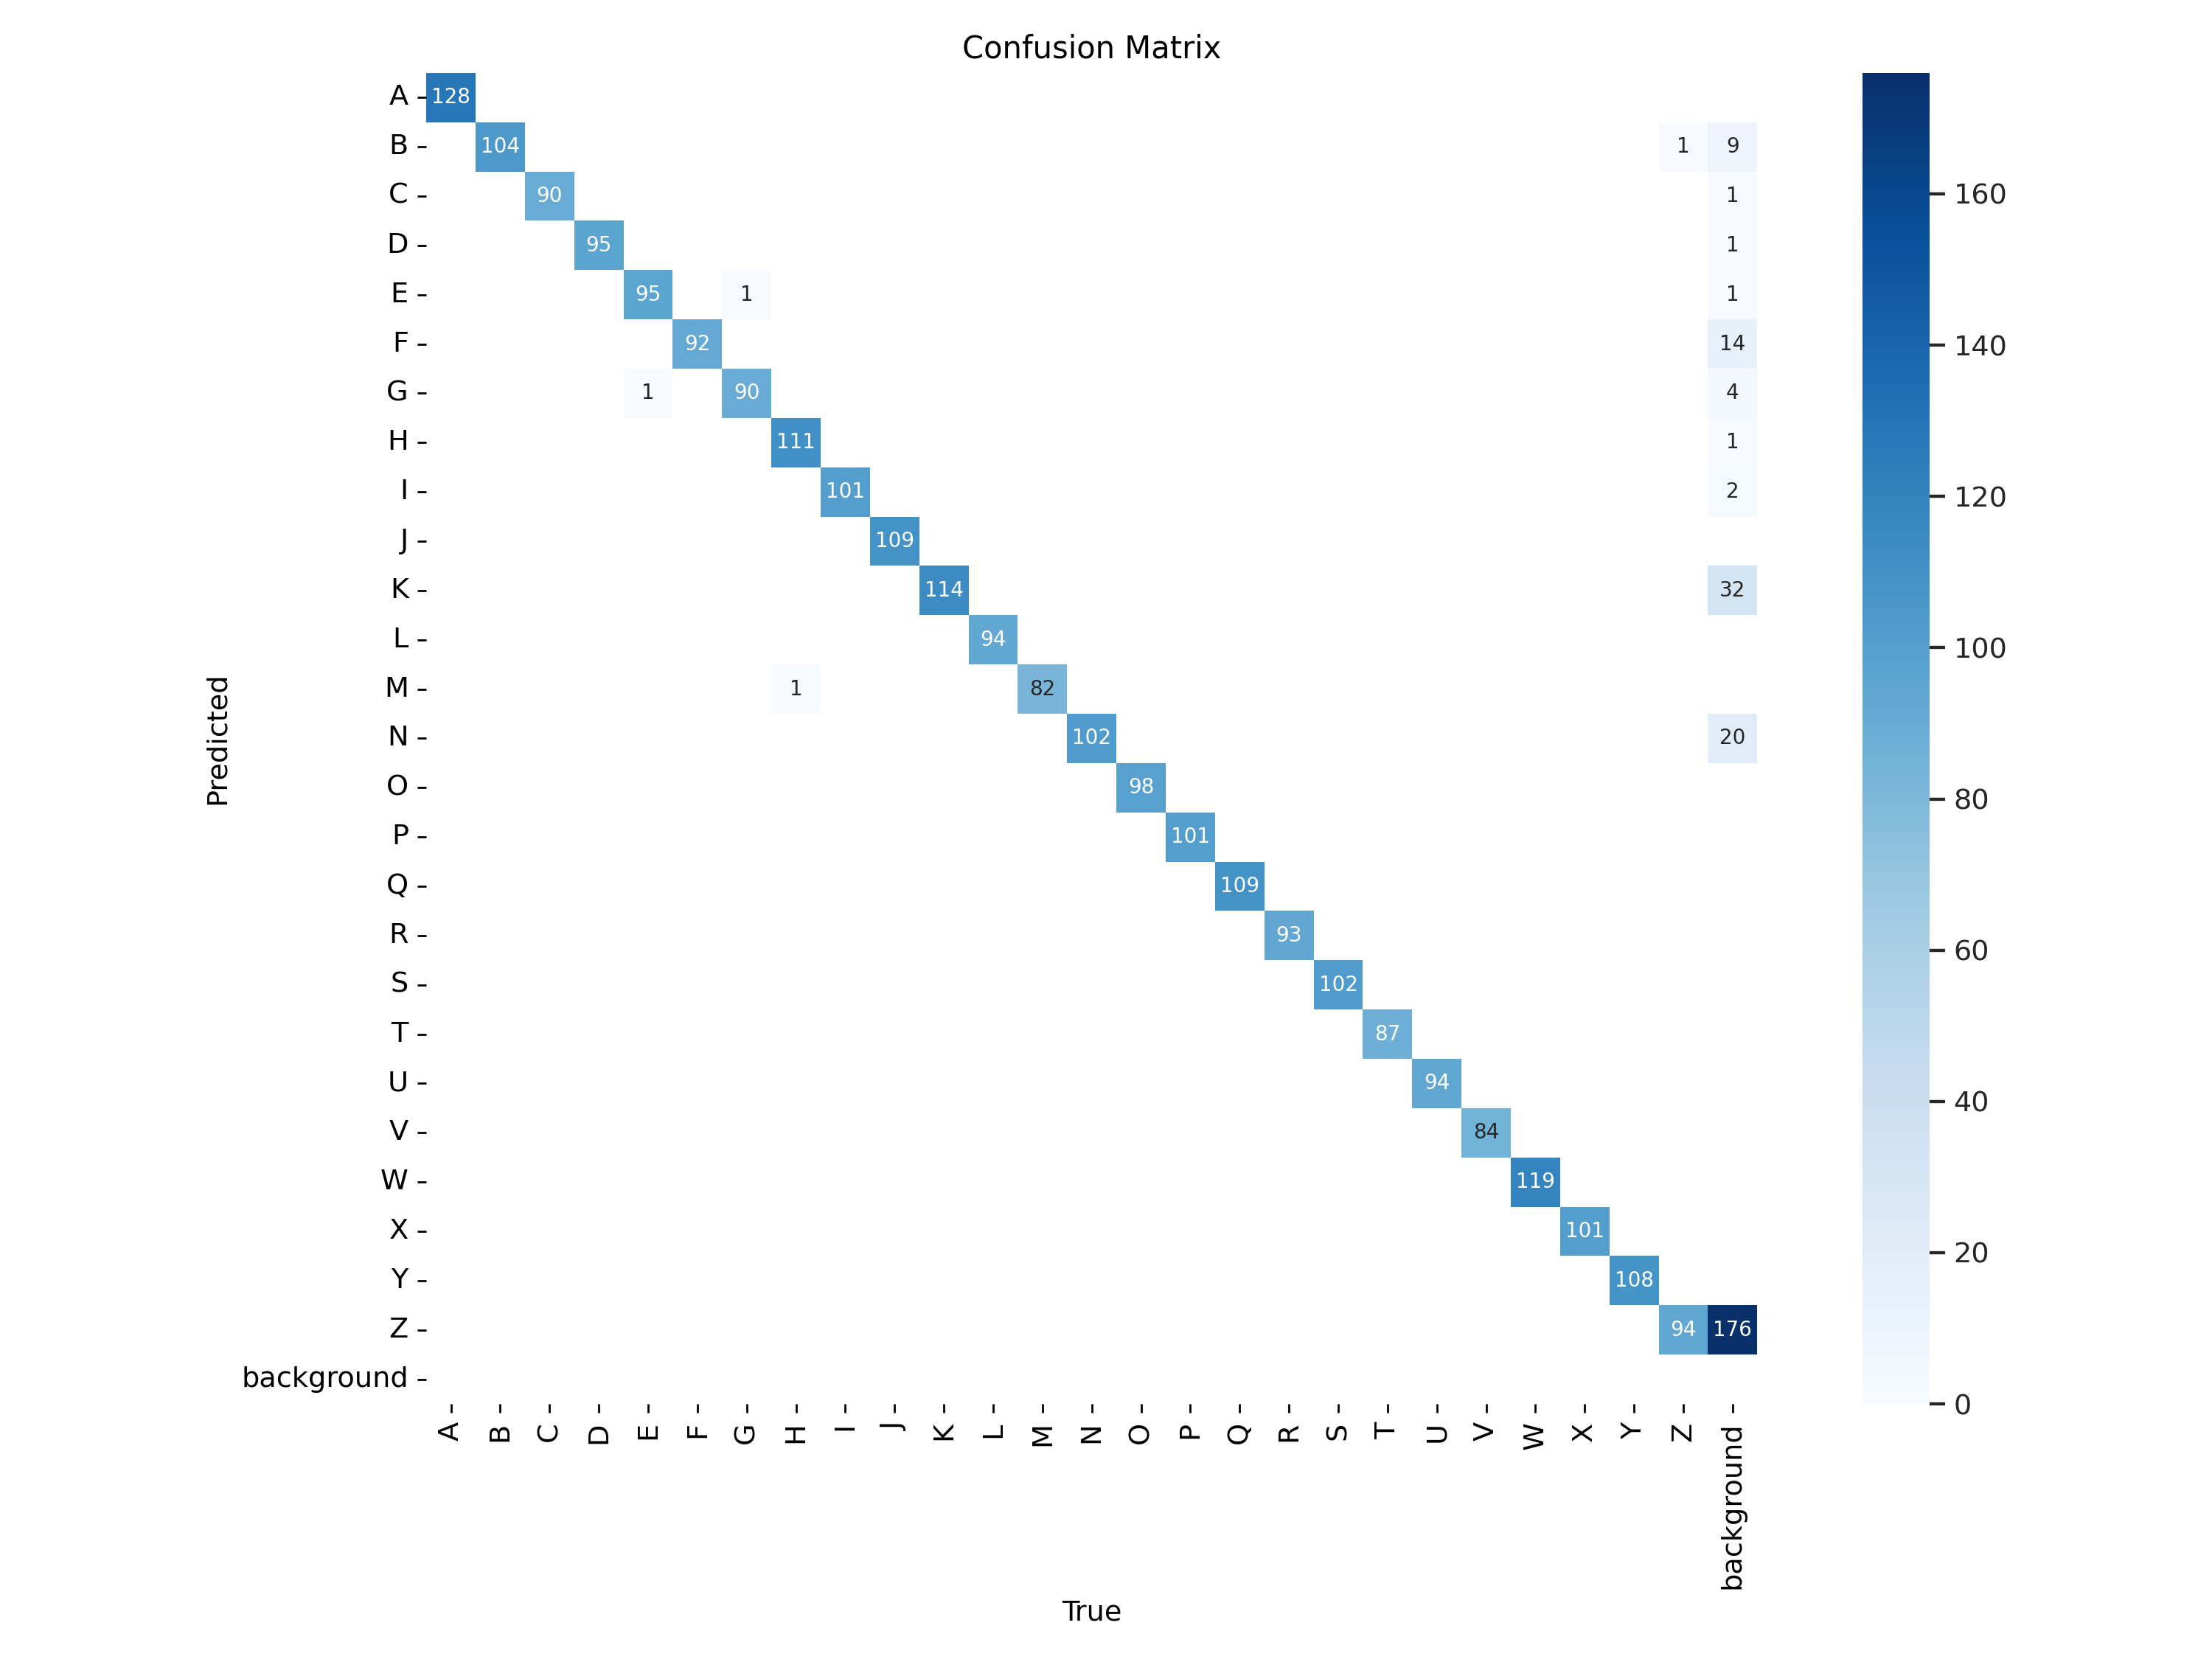 Confusion Matrix
A 128
B 104 1 9
C 90 1
D 95 1
E 95 1 1
F 92 14
G 1 90 4
H 111 1
I 101 2
J 109
K 114 32
L 94
M 1 82
N 102 20
O 98
P 101
Q 109
R 93
S 102
T 87
U 94
V 84
W 119
X 101
Y 108
Z 94 176
background
A B C D E F G H I J K L M N O P Q R S T U V W X Y Z background
True
Predicted
160
140
120
100
80
60
40
20
0